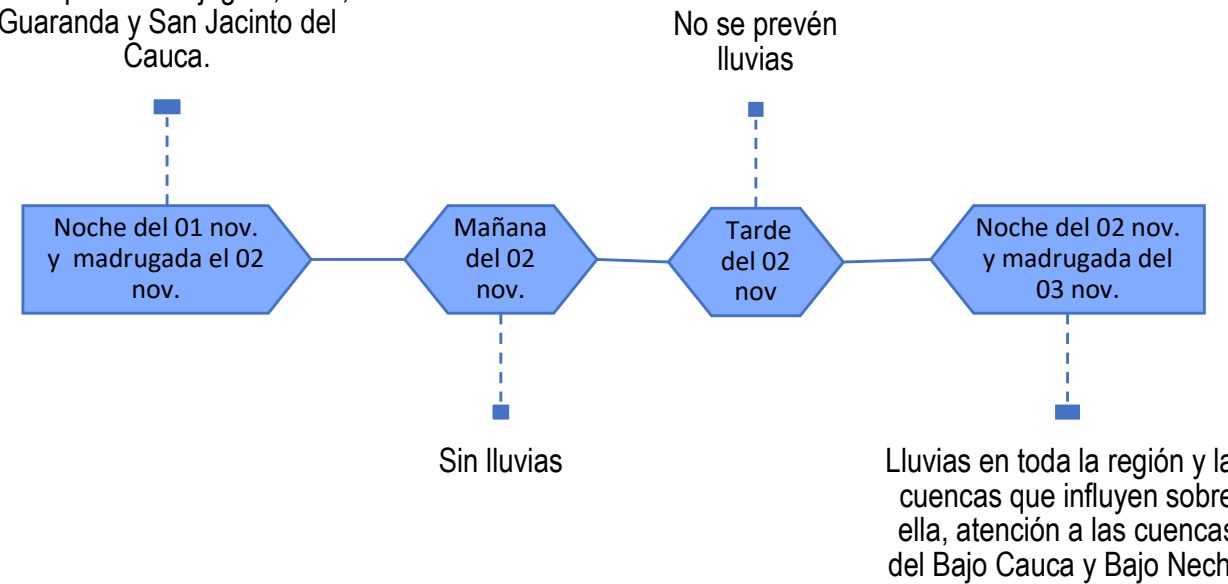 Guaranda y San Jacinto del
Cauca.
No se prevén
lluvias
Noche del 01 nov.
y madrugada el 02
nov.
Mañana
del 02
nov.
Tarde
del 02
nov
Noche del 02 nov.
y madrugada del
03 nov.
Sin lluvias
Lluvias en toda la región y
cuencas que influyen sobre
ella, atención a las cuencas
del Bajo Cauca y Bajo